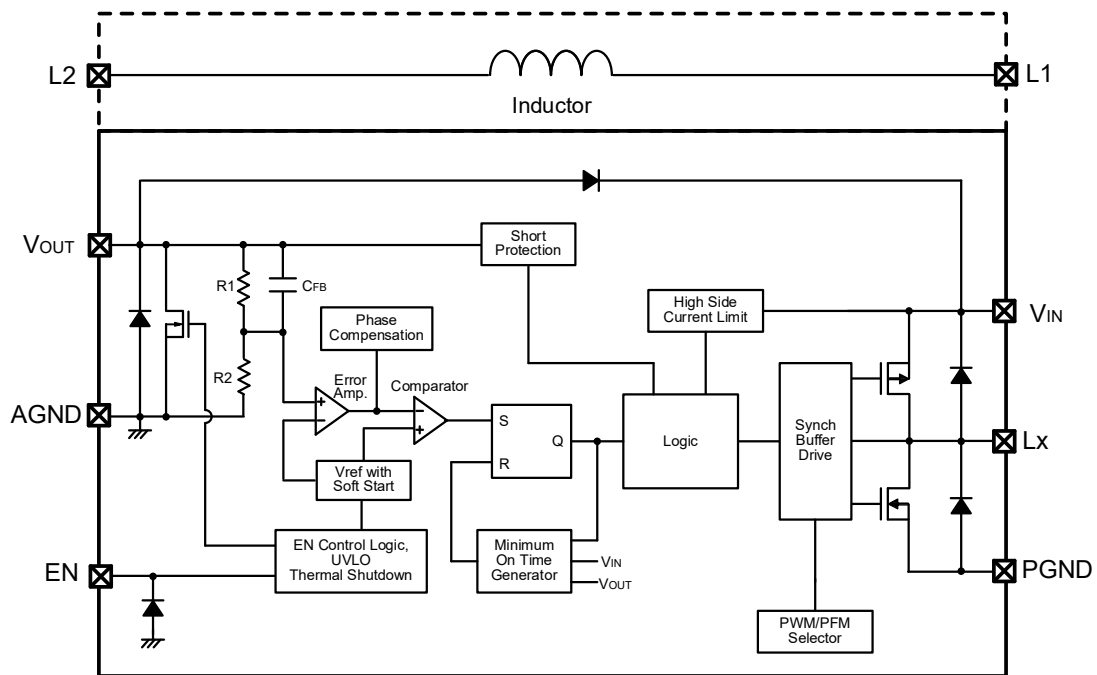 L2
L1
Inductor
VOUT
Short
Protection
R1
CFB
High Side
Current Limit
VIN
Phase
Compensation
R2
Error
Amp.
Comparator
AGND
+
−
−
+
S
Q
R
Logic
Synch
Buffer
Drive
Lx
Vref with
Soft Start
EN Control Logic,
UVLO
Thermal Shutdown
Minimum
On Time
Generator
VIN
VOUT
EN
PGND
PWM/PFM
Selector